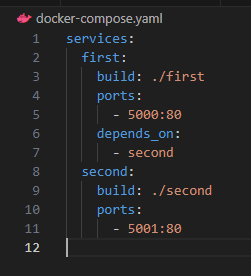 docker-compose.yaml
1 services:
2   first:
3     build: ./first
4     ports:
5       - 5000:80
6     depends_on:
7       - second
8   second:
9     build: ./second
10     ports:
11       - 5001:80
12